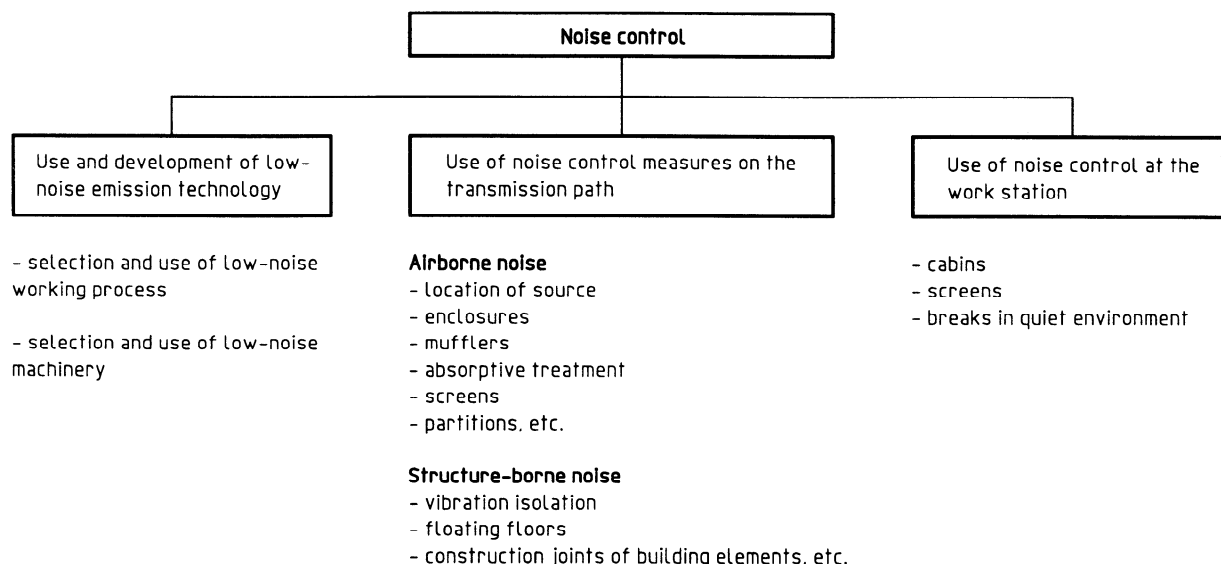 Noise control
Use and development of low-
noise emission technology
Use of noise control measures on the
transmission path
Use of noise control at the
work station
- selection and use of low-noise
working process
- selection and use of low-noise
machinery
Airborne noise
- location of source
- enclosures
- mufflers
- absorptive treatment
- screens
- partitions, etc.
Structure-borne noise
- vibration isolation
- floating floors
- construction joints of building elements, etc.
- cabins
- screens
- breaks in quiet environment